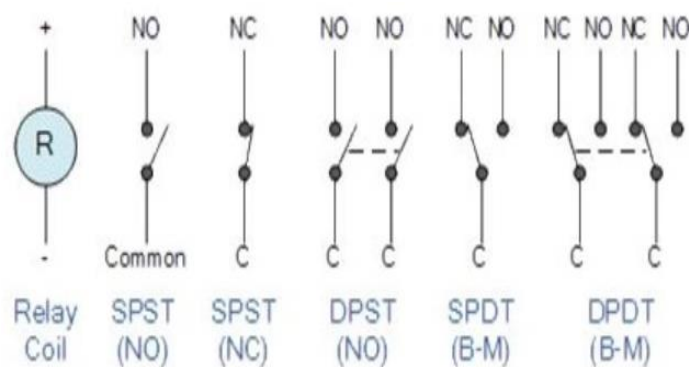 + NO NC NO NO NC NO NC NO NC NO
R
- Common C C C C C C
Relay SPST SPST DPST SPDT DPDT
Coil (NO) (NC) (NO) (B-M) (B-M)